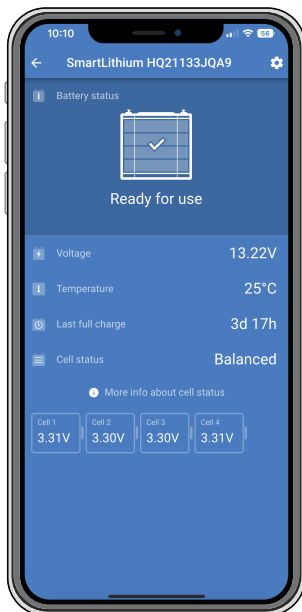 10:10
56
SmartLithium HQ21133JQA9
Battery status
Ready for use
Voltage 13.22V
Temperature 25°C
Last full charge 3d 17h
Cell status Balanced
More info about cell status
Cell 1 Cell 2 Cell 3 Cell 4
3.31V 3.30V 3.30V 3.31V